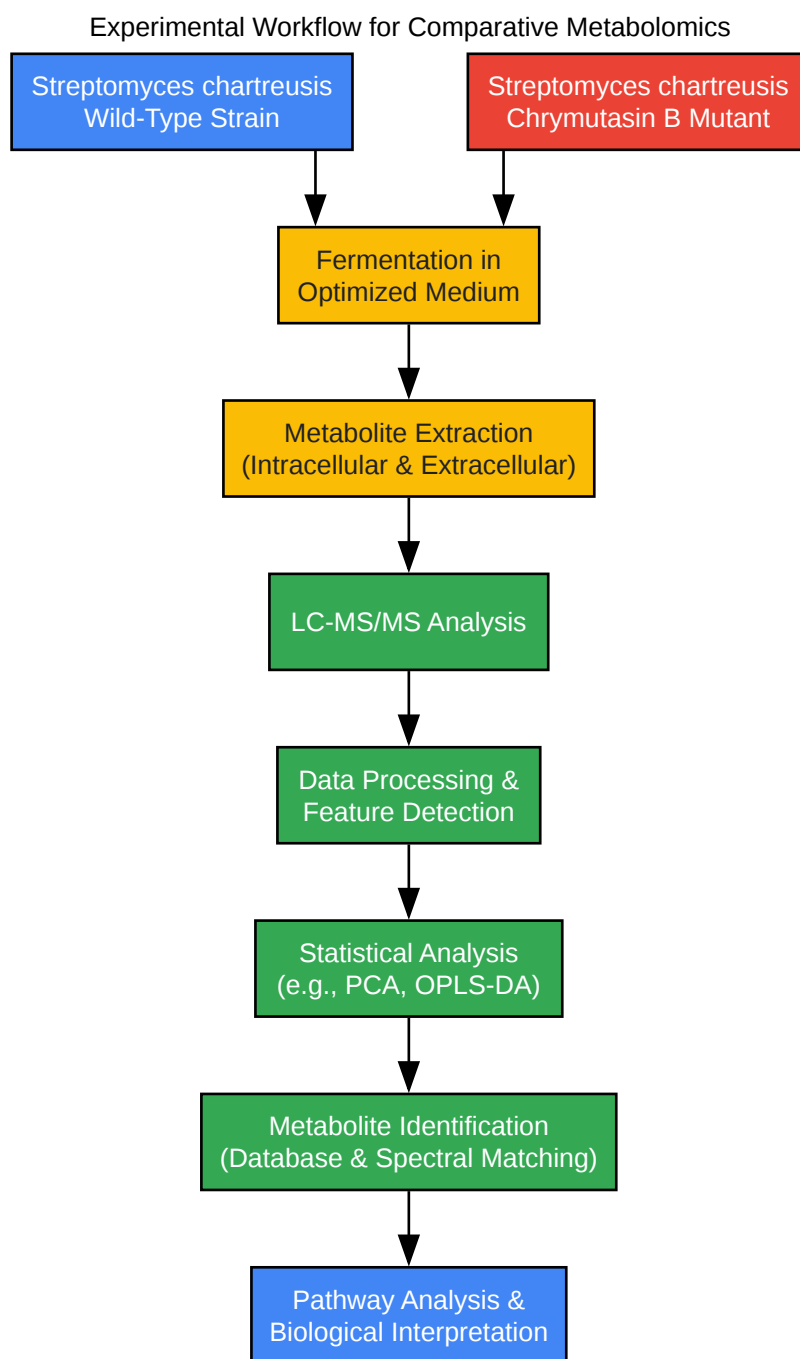 Experimental Workflow for Comparative Metabolomics
Streptomyces chartreusis
Wild-Type Strain
Streptomyces chartreusis
Chrymutasin B Mutant
Fermentation in
Optimized Medium
Metabolite Extraction
(Intracellular & Extracellular)
LC-MS/MS Analysis
Data Processing &
Feature Detection
Statistical Analysis
(e.g., PCA, OPLS-DA)
Metabolite Identification
(Database & Spectral Matching)
Pathway Analysis &
Biological Interpretation